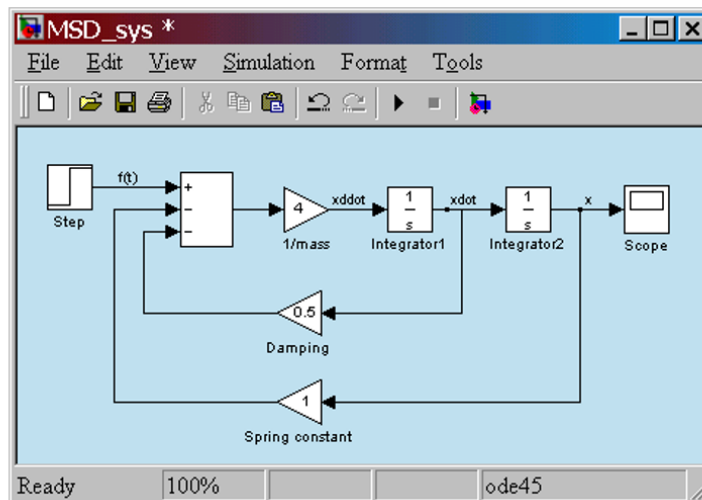 MSD_sys *
File Edit View Simulation Format Tools
f(t)
+
−
−
Step
4
1/mass
xddot
1
s
Integrator1
xdot
1
s
Integrator2
x
Scope
0.5
Damping
1
Spring constant
Ready 100% ode45